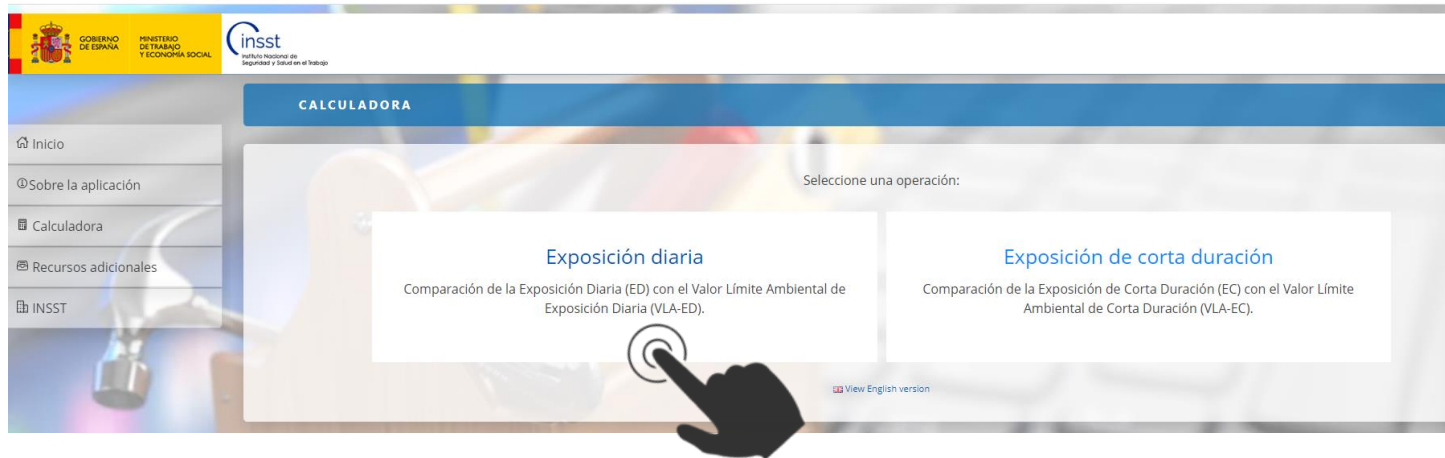 GOBIERNO
DE ESPAÑA
MINISTERIO
DE TRABAJO
Y ECONOMÍA SOCIAL
insst
Instituto Nacional de
Seguridad y Salud en el Trabajo
CALCULADORA
Inicio
Sobre la aplicación
Calculadora
Recursos adicionales
INSST
Seleccione una operación:
Exposición diaria
Comparación de la Exposición Diaria (ED) con el Valor Límite Ambiental de
Exposición Diaria (VLA-ED).
Exposición de corta duración
Comparación de la Exposición de Corta Duración (EC) con el Valor Límite
Ambiental de Corta Duración (VLA-EC).
View English version